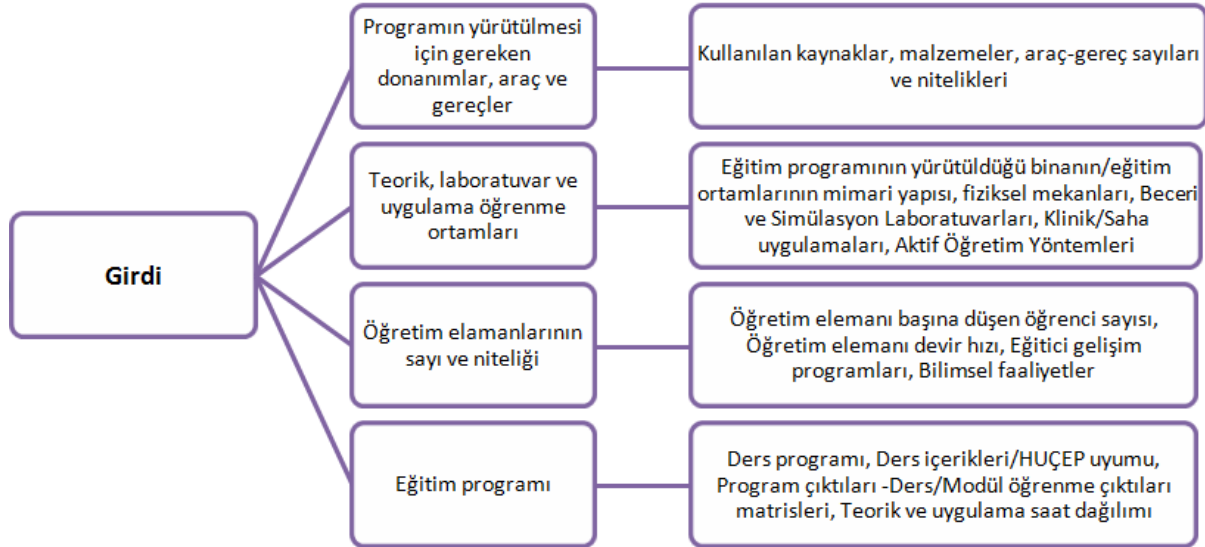 Girdi
Programın yürütülmesi
için gereken
donanımlar, araç ve
gereçler
Kullanılan kaynaklar, malzemeler, araç-gereç sayıları
ve nitelikleri
Teorik, laboratuvar ve
uygulama öğrenme
ortamları
Eğitim programının yürütüldüğü binanın/eğitim
ortamlarının mimari yapısı, fiziksel mekanları, Beceri
ve Simülasyon Laboratuvarları, Klinik/Saha
uygulamaları, Aktif Öğretim Yöntemleri
Öğretim elamanlarının
sayı ve niteliği
Öğretim elemanı başına düşen öğrenci sayısı,
Öğretim elemanı devir hızı, Eğitici gelişim
programları, Bilimsel faaliyetler
Eğitim programı
Ders programı, Ders içerikleri/HUÇEP uyumu,
Program çıktıları -Ders/Modül öğrenme çıktıları
matrisleri, Teorik ve uygulama saat dağılımı